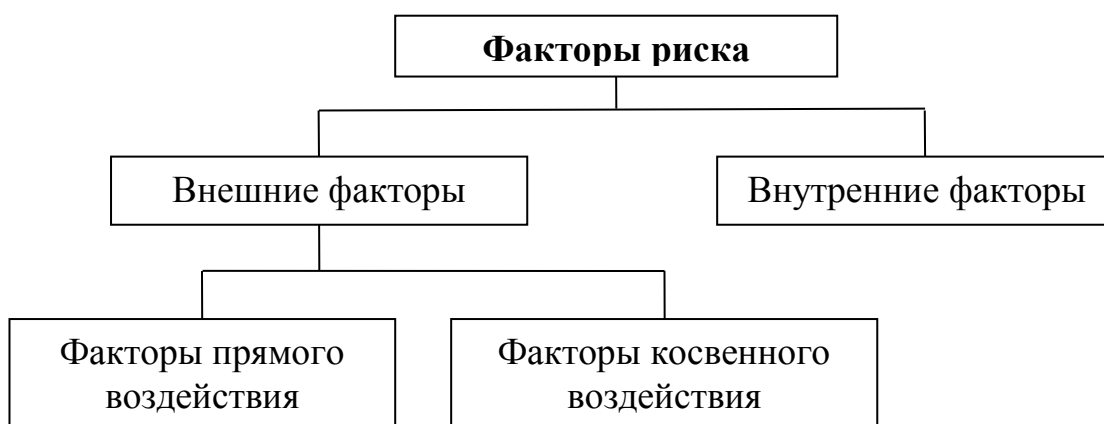 Факторы риска
Внешние факторы
Внутренние факторы
Факторы прямого
воздействия
Факторы косвенного
воздействия